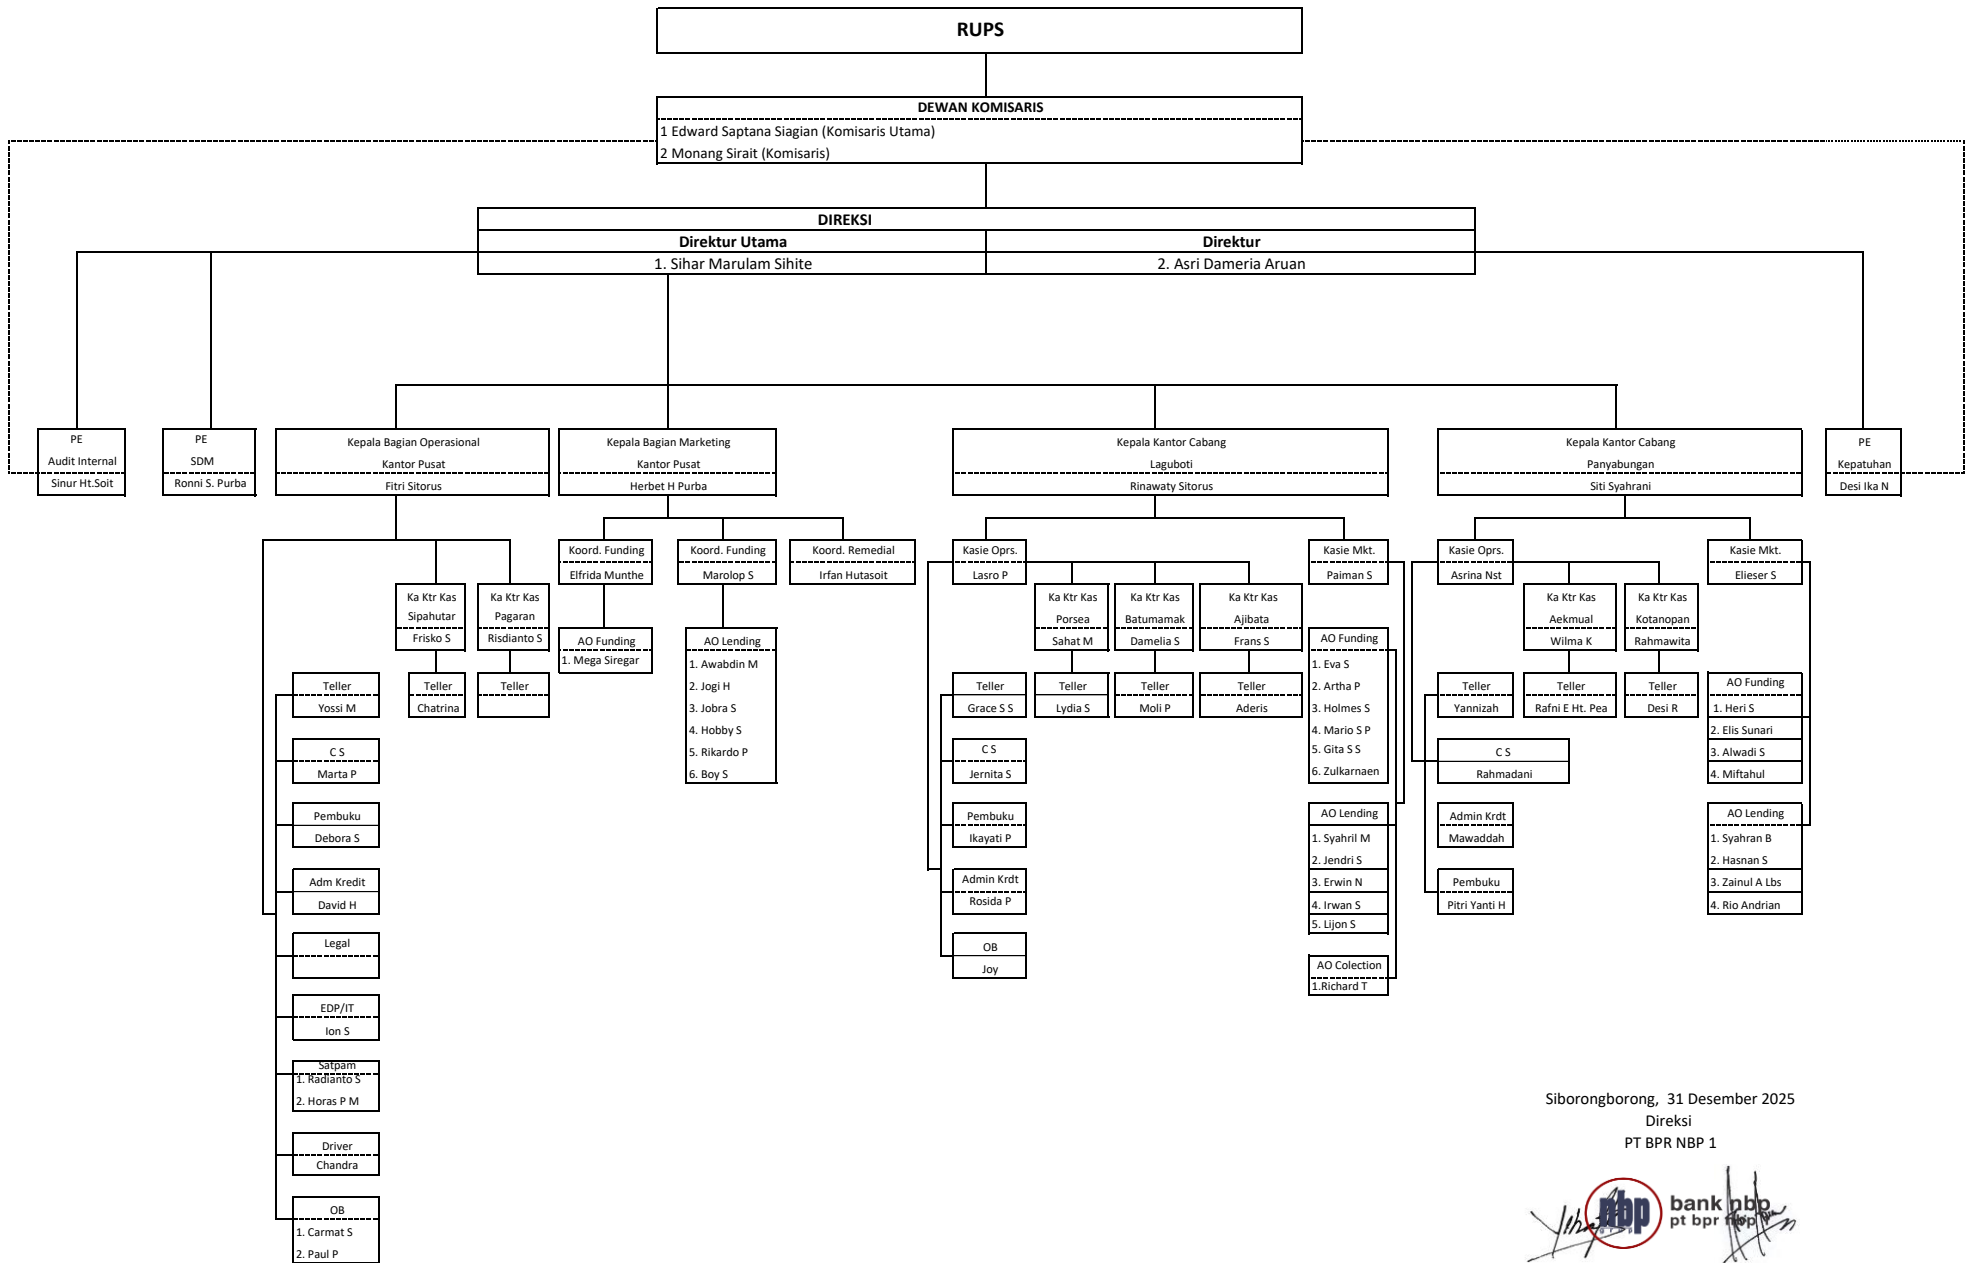 RUPS
DEWAN KOMISARIS
1 Edward Saptana Siagian (Komisaris Utama)
2 Monang Sirait (Komisaris)
DIREKSI
Direktur Utama
Direktur
1. Sihar Marulam Sihite
2. Asri Dameria Aruan
PE
Audit Internal
Sinur Ht.Soit
PE
SDM
Ronni S. Purba
Kepala Bagian Operasional
Kantor Pusat
Fitri Sitorus
Kepala Bagian Marketing
Kantor Pusat
Herbet H Purba
Kepala Kantor Cabang
Laguboti
Rinawaty Sitorus
Kepala Kantor Cabang
Panyabungan
Siti Syahrani
PE
Kepatuhan
Desi Ika N
Ka Ktr Kas
Sipahutar
Frisko S
Ka Ktr Kas
Pagaran
Risdianto S
Teller
Yossi M
Teller
Chatrina
Teller
C S
Marta P
Pembuku
Debora S
Adm Kredit
David H
Legal
EDP/IT
Ion S
Satpam
1. Radianto S
2. Horas P M
Driver
Chandra
OB
1. Carmat S
2. Paul P
Koord. Funding
Elfrida Munthe
Koord. Funding
Marolop S
Koord. Remedial
Irfan Hutasoit
AO Funding
1. Mega Siregar
AO Lending
1. Awabdin M
2. Jogi H
3. Jobra S
4. Hobby S
5. Rikardo P
6. Boy S
Kasie Oprs.
Lasro P
Kasie Mkt.
Paiman S
Ka Ktr Kas
Porsea
Sahat M
Ka Ktr Kas
Batumamak
Damelia S
Ka Ktr Kas
Ajibata
Frans S
Teller
Grace S S
Teller
Lydia S
Teller
Moli P
Teller
Aderis
C S
Jernita S
Pembuku
Ikayati P
Admin Krdt
Rosida P
OB
Joy
AO Funding
1. Eva S
2. Artha P
3. Holmes S
4. Mario S P
5. Gita S S
6. Zulkarnaen
AO Lending
1. Syahril M
2. Jendri S
3. Erwin N
4. Irwan S
5. Lijon S
AO Colection
1.Richard T
Kasie Oprs.
Asrina Nst
Kasie Mkt.
Elieser S
Ka Ktr Kas
Aekmual
Wilma K
Ka Ktr Kas
Kotanopan
Rahmawita
Teller
Yannizah
Teller
Rafni E Ht. Pea
Teller
Desi R
C S
Rahmadani
Admin Krdt
Mawaddah
Pembuku
Pitri Yanti H
AO Funding
1. Heri S
2. Elis Sunari
3. Alwadi S
4. Miftahul
AO Lending
1. Syahran B
2. Hasnan S
3. Zainul A Lbs
4. Rio Andrian
Siborongborong, 31 Desember 2025
Direksi
PT BPR NBP 1
nbp
bank nbp
pt bpr nbp